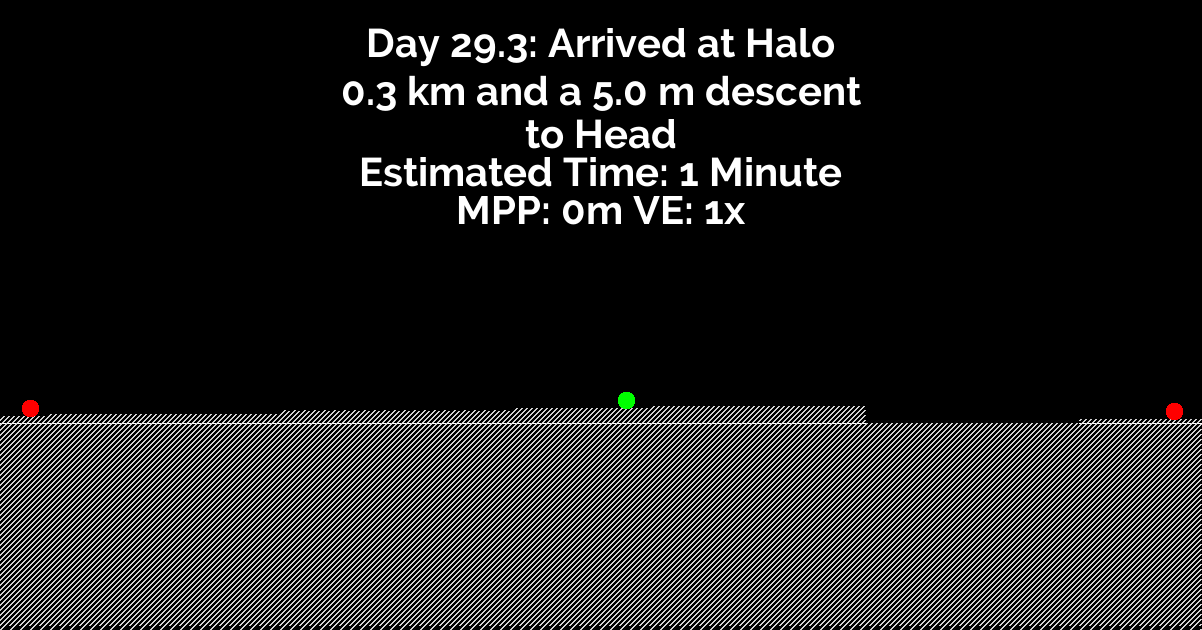 Day 29.3: Arrived at Halo
0.3 km and a 5.0 m descent
to Head
Estimated Time: 1 Minute
MPP: 0m VE: 1x